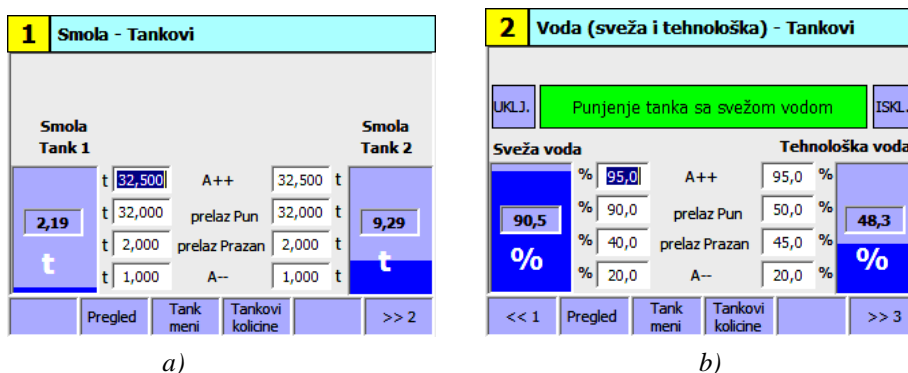 1 Smola - Tankovi
Smola
Tank 1
Smola
Tank 2
t 32,500 A++ 32,500 t
t 32,000 prelaz Pun 32,000 t
t 2,000 prelaz Prazan 2,000 t
t 1,000 A-- 1,000 t
2,19
t
9,29
t
Pregled Tank meni Tankovi kolicine >> 2
a)
2 Voda (sveža i tehnološka) - Tankovi
UKLJ. Punjenje tanka sa svežom vodom ISKL.
Sveža voda Tehnološka voda
% 95,0 A++ 95,0 %
% 90,0 prelaz Pun 50,0 %
% 40,0 prelaz Prazan 45,0 %
% 20,0 A-- 20,0 %
90,5
%
48,3
%
<< 1 Pregled Tank meni Tankovi kolicine >> 3
b)